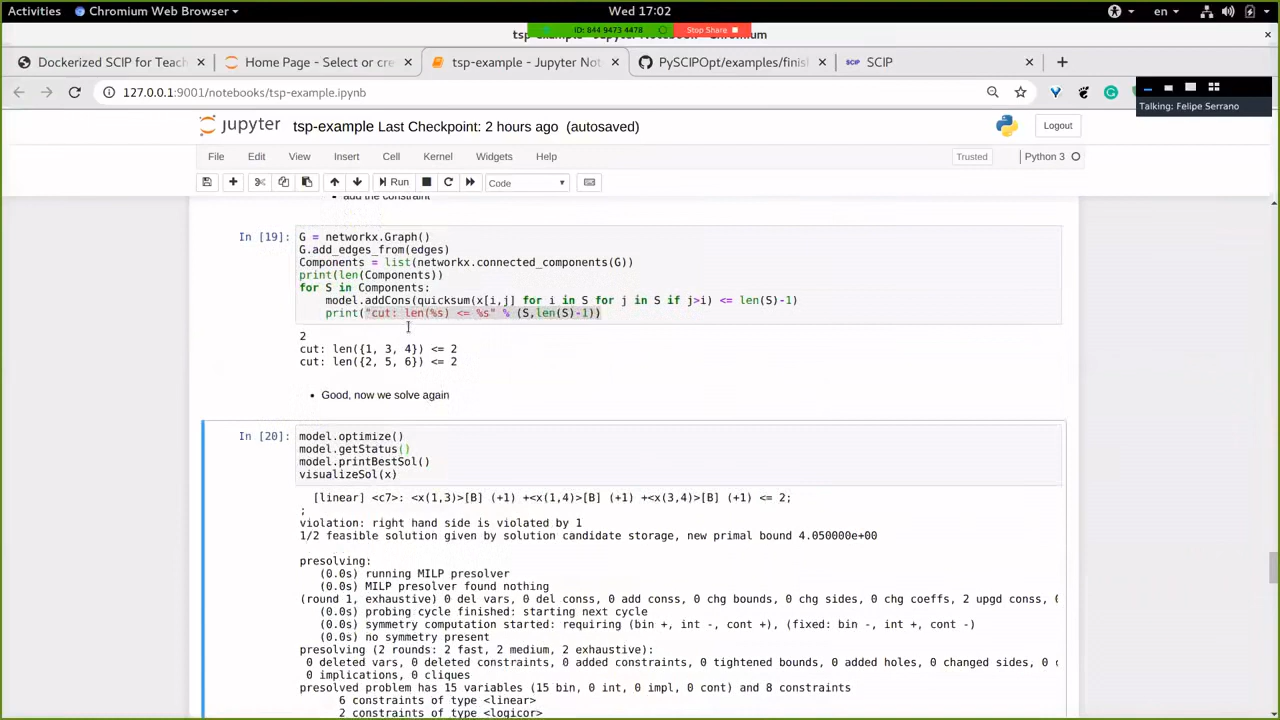 Activities Chromium Web Browser Wed 17:02 en
ID: 844 9473 4478 Stop Share
Dockerized SCIP for Teach Home Page - Select or cre tsp-example - Jupyter Not PySCIPOpt/examples/finis SCIP SCIP
127.0.0.1:9001/notebooks/tsp-example.ipynb
Talking: Felipe Serrano
jupyter tsp-example Last Checkpoint: 2 hours ago (autosaved) Logout
File Edit View Insert Cell Kernel Widgets Help Trusted Python 3
Run Code
add the constraint
In [19]: G = networkx.Graph()
G.add_edges_from(edges)
Components = list(networkx.connected_components(G))
print(len(Components))
for S in Components:
model.addCons(quicksum(x[i,j] for i in S for j in S if j>i) <= len(S)-1)
print("cut: len(%s) <= %s" % (S,len(S)-1))
2
cut: len({1, 3, 4}) <= 2
cut: len({2, 5, 6}) <= 2
• Good, now we solve again
In [20]: model.optimize()
model.getStatus()
model.printBestSol()
visualizeSol(x)
[linear] <c7>: <x(1,3)>[B] (+1) +<x(1,4)>[B] (+1) +<x(3,4)>[B] (+1) <= 2;
;
violation: right hand side is violated by 1
1/2 feasible solution given by solution candidate storage, new primal bound 4.050000e+00
presolving:
(0.0s) running MILP presolver
(0.0s) MILP presolver found nothing
(round 1, exhaustive) 0 del vars, 0 del conss, 0 add conss, 0 chg bounds, 0 chg sides, 0 chg coeffs, 2 upgd conss,
(0.0s) probing cycle finished: starting next cycle
(0.0s) symmetry computation started: requiring (bin +, int -, cont +), (fixed: bin -, int +, cont -)
(0.0s) no symmetry present
presolving (2 rounds: 2 fast, 2 medium, 2 exhaustive):
0 deleted vars, 0 deleted constraints, 0 added constraints, 0 tightened bounds, 0 added holes, 0 changed sides, 0
0 implications, 0 cliques
presolved problem has 15 variables (15 bin, 0 int, 0 impl, 0 cont) and 8 constraints
6 constraints of type <linear>
2 constraints of type <logicor>